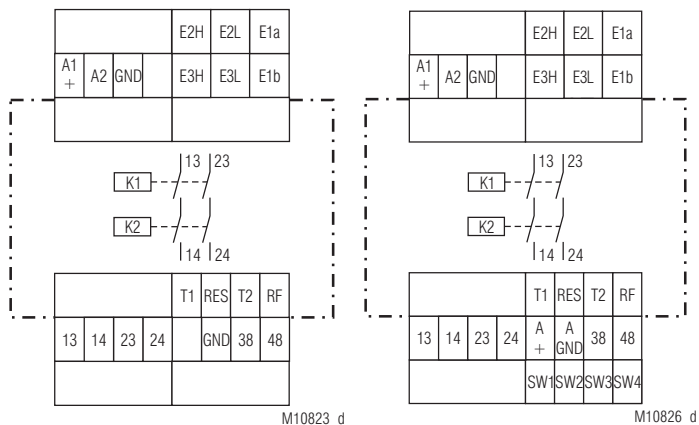 E2H E2L E1a
A1 + A2 GND E3H E3L E1b
13 23
K1
K2
14 24
T1 RES T2 RF
13 14 23 24 GND 38 48
M10823_d
E2H E2L E1a
A1 + A2 GND E3H E3L E1b
13 23
K1
K2
14 24
T1 RES T2 RF
13 14 23 24 A + A GND 38 48
SW1 SW2 SW3 SW4
M10826_d